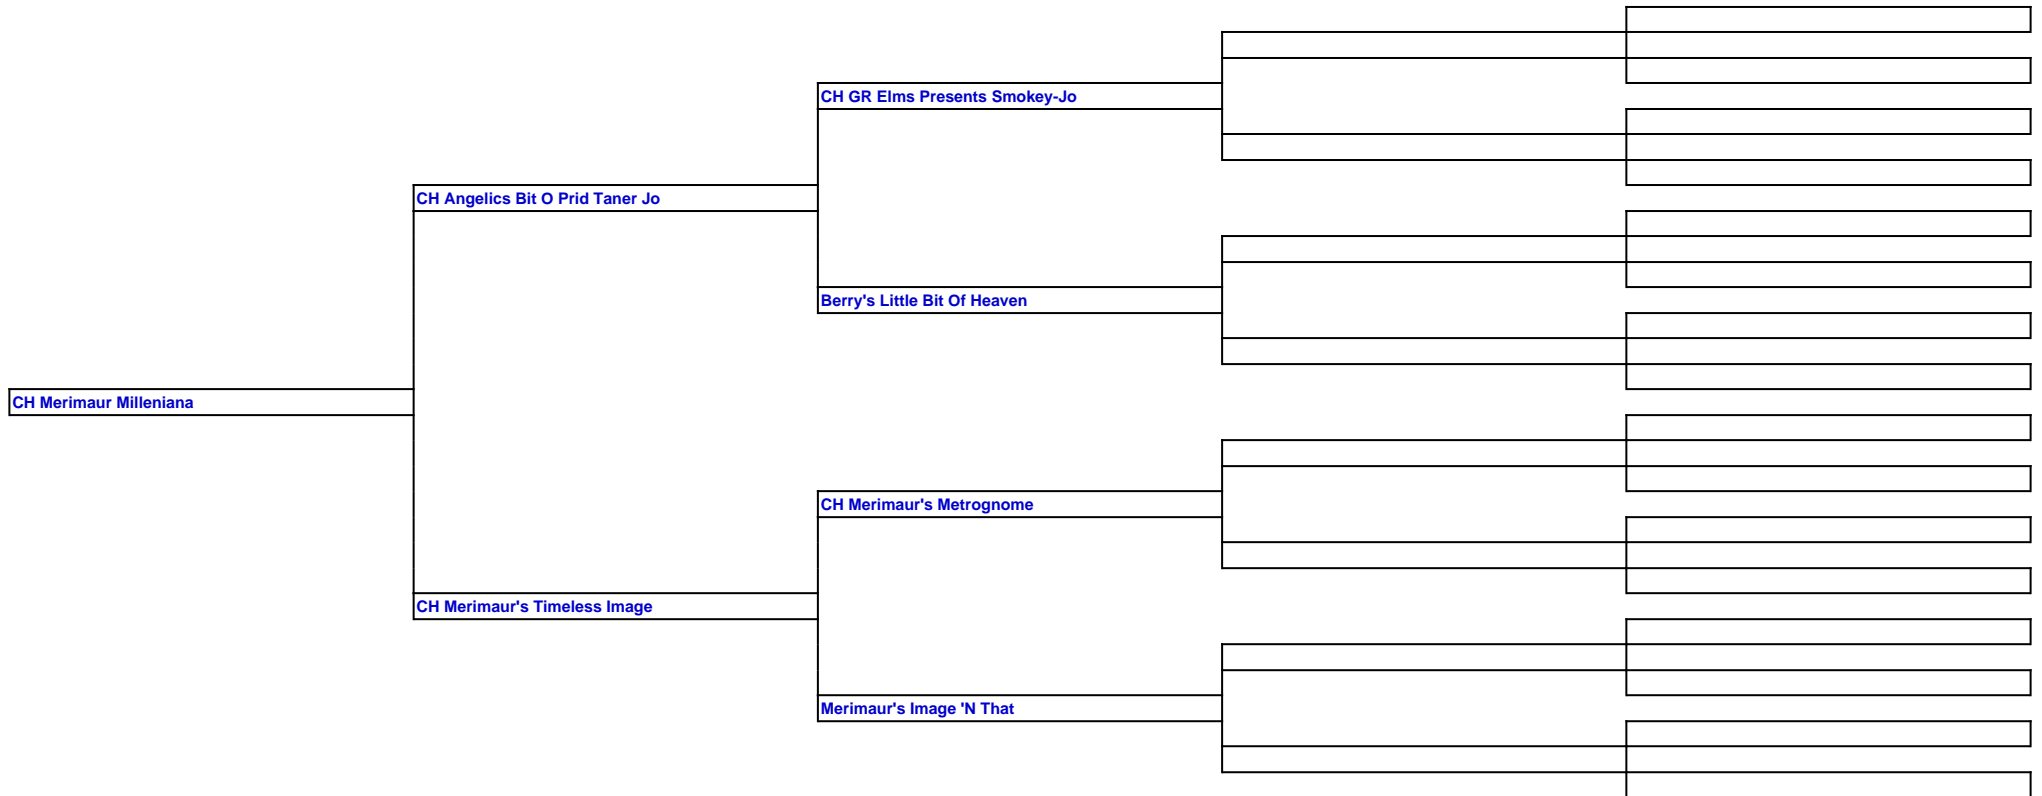 CH GR Elms Presents Smokey-Jo
CH Angelics Bit O Prid Taner Jo
Berry's Little Bit Of Heaven
CH Merimaur Milleniana
CH Merimaur's Metrognome
CH Merimaur's Timeless Image
Merimaur's Image 'N That